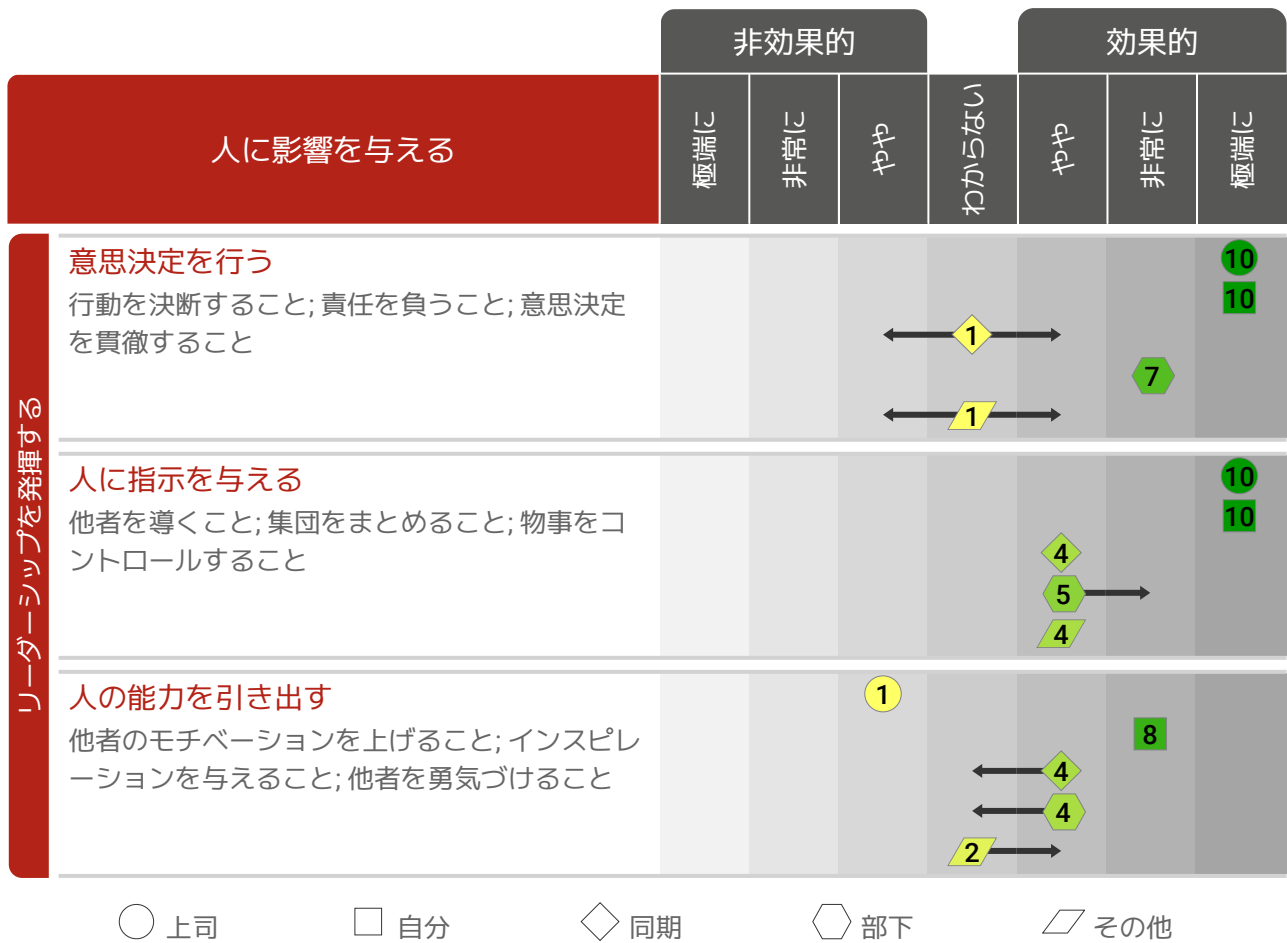 非効果的
効果的
人に影響を与える
極端に
非常に
やや
わからない
やや
非常に
極端に
リーダーシップを発揮する
意思決定を行う
行動を決断すること; 責任を負うこと; 意思決定
を貫徹すること
10
10
1
7
1
人に指示を与える
他者を導くこと; 集団をまとめること; 物事をコ
ントロールすること
10
10
4
5
4
人の能力を引き出す
他者のモチベーションを上げること; インスピレ
ーションを与えること; 他者を勇気づけること
1
8
4
4
2
上司
自分
同期
部下
その他